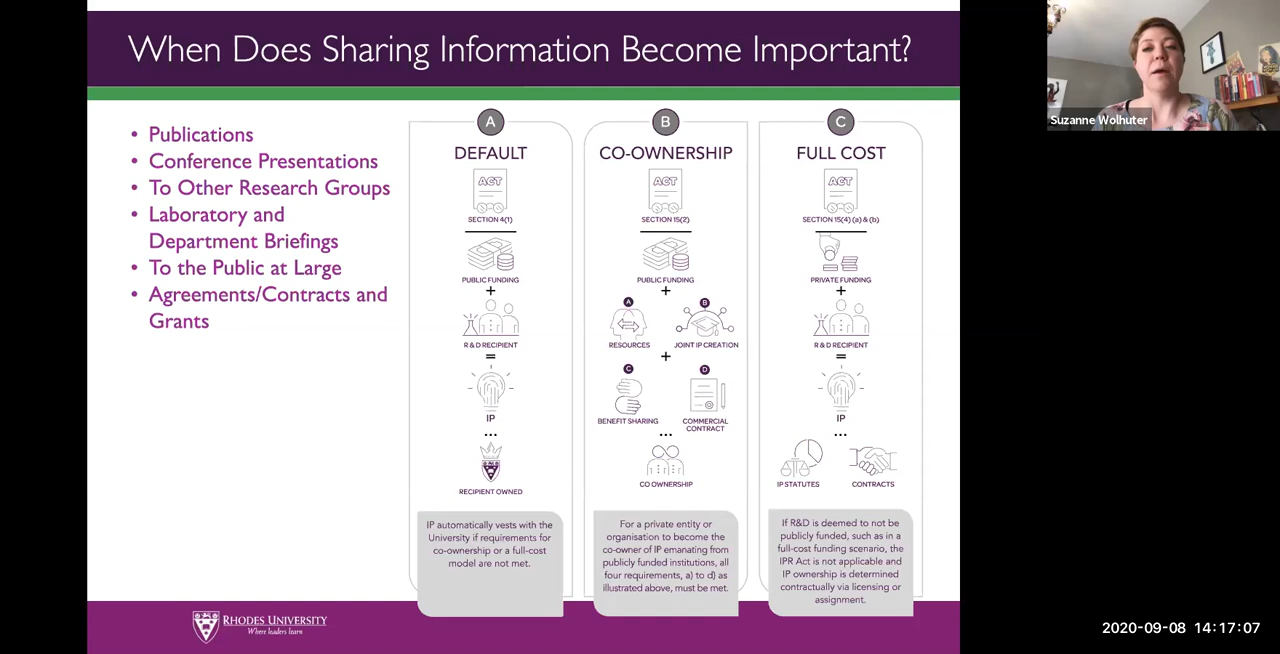 When Does Sharing Information Become Important?
• Publications
• Conference Presentations
• To Other Research Groups
• Laboratory and
Department Briefings
• To the Public at Large
• Agreements/Contracts and
Grants
A
DEFAULT
ACT
SECTION 4(1)
PUBLIC FUNDING
+
R & D RECIPIENT
=
IP
...
RECIPIENT OWNED
IP automatically vests with the
University if requirements for
co-ownership or a full-cost
model are not met.
B
CO-OWNERSHIP
ACT
SECTION 15(2)
PUBLIC FUNDING
+
A
RESOURCES
B
JOINT IP CREATION
+
C
BENEFIT SHARING
D
COMMERCIAL
CONTRACT
...
CO OWNERSHIP
For a private entity or
organisation to become the
co-owner of IP emanating from
publicly funded institutions, all
four requirements, a) to d) as
illustrated above, must be met.
C
FULL COST
ACT
SECTION 15(4) (a) & (b)
PRIVATE FUNDING
+
R & D RECIPIENT
=
IP
...
IP STATUTES
CONTRACTS
If R&D is deemed to not be
publicly funded, such as in a
full-cost funding scenario, the
IPR Act is not applicable and
IP ownership is determined
contractually via licensing or
assignment.
RHODES UNIVERSITY
Where leaders learn
Suzanne Wolhuter
2020-09-08 14:17:07